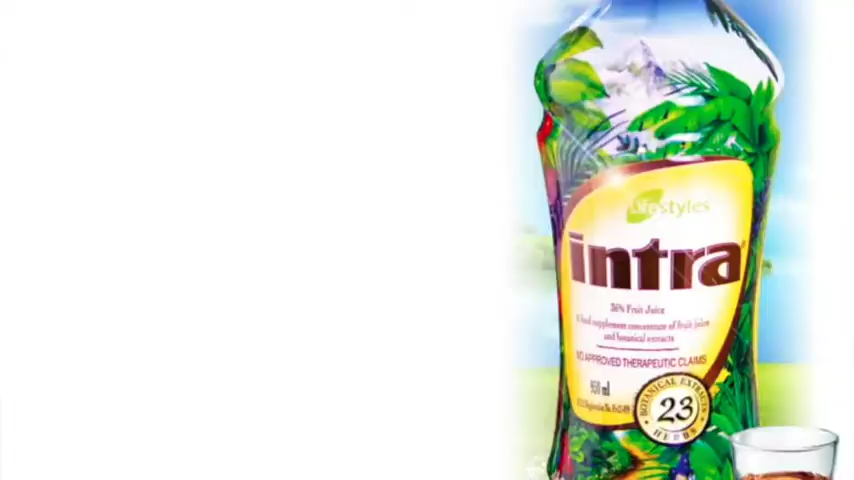 Lifestyles
intra
36% Fruit Juice
A food supplement concentrate of fruit juice
and botanical extracts
NO APPROVED THERAPEUTIC CLAIMS
950 ml
BOTANICAL EXTRACTS
23
HERBS